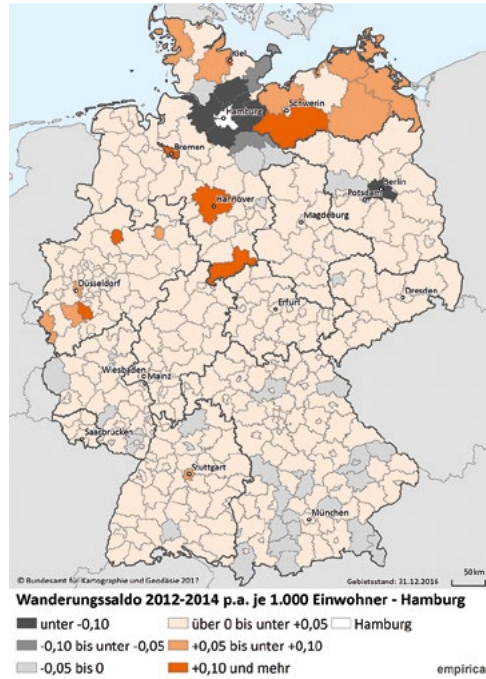 Kiel
Hamburg
Schwerin
Bremen
Berlin
Potsdam
Hannover
Magdeburg
Düsseldorf
Erfurt
Dresden
Wiesbaden
Mainz
Saarbrücken
Stuttgart
München
© Bundesamt für Kartographie und Geodäsie 2017
Gebietsstand: 31.12.2016
50km
Wanderungssaldo 2012-2014 p.a. je 1.000 Einwohner - Hamburg
unter -0,10
über 0 bis unter +0,05
Hamburg
-0,10 bis unter -0,05
+0,05 bis unter +0,10
-0,05 bis 0
+0,10 und mehr
empirica